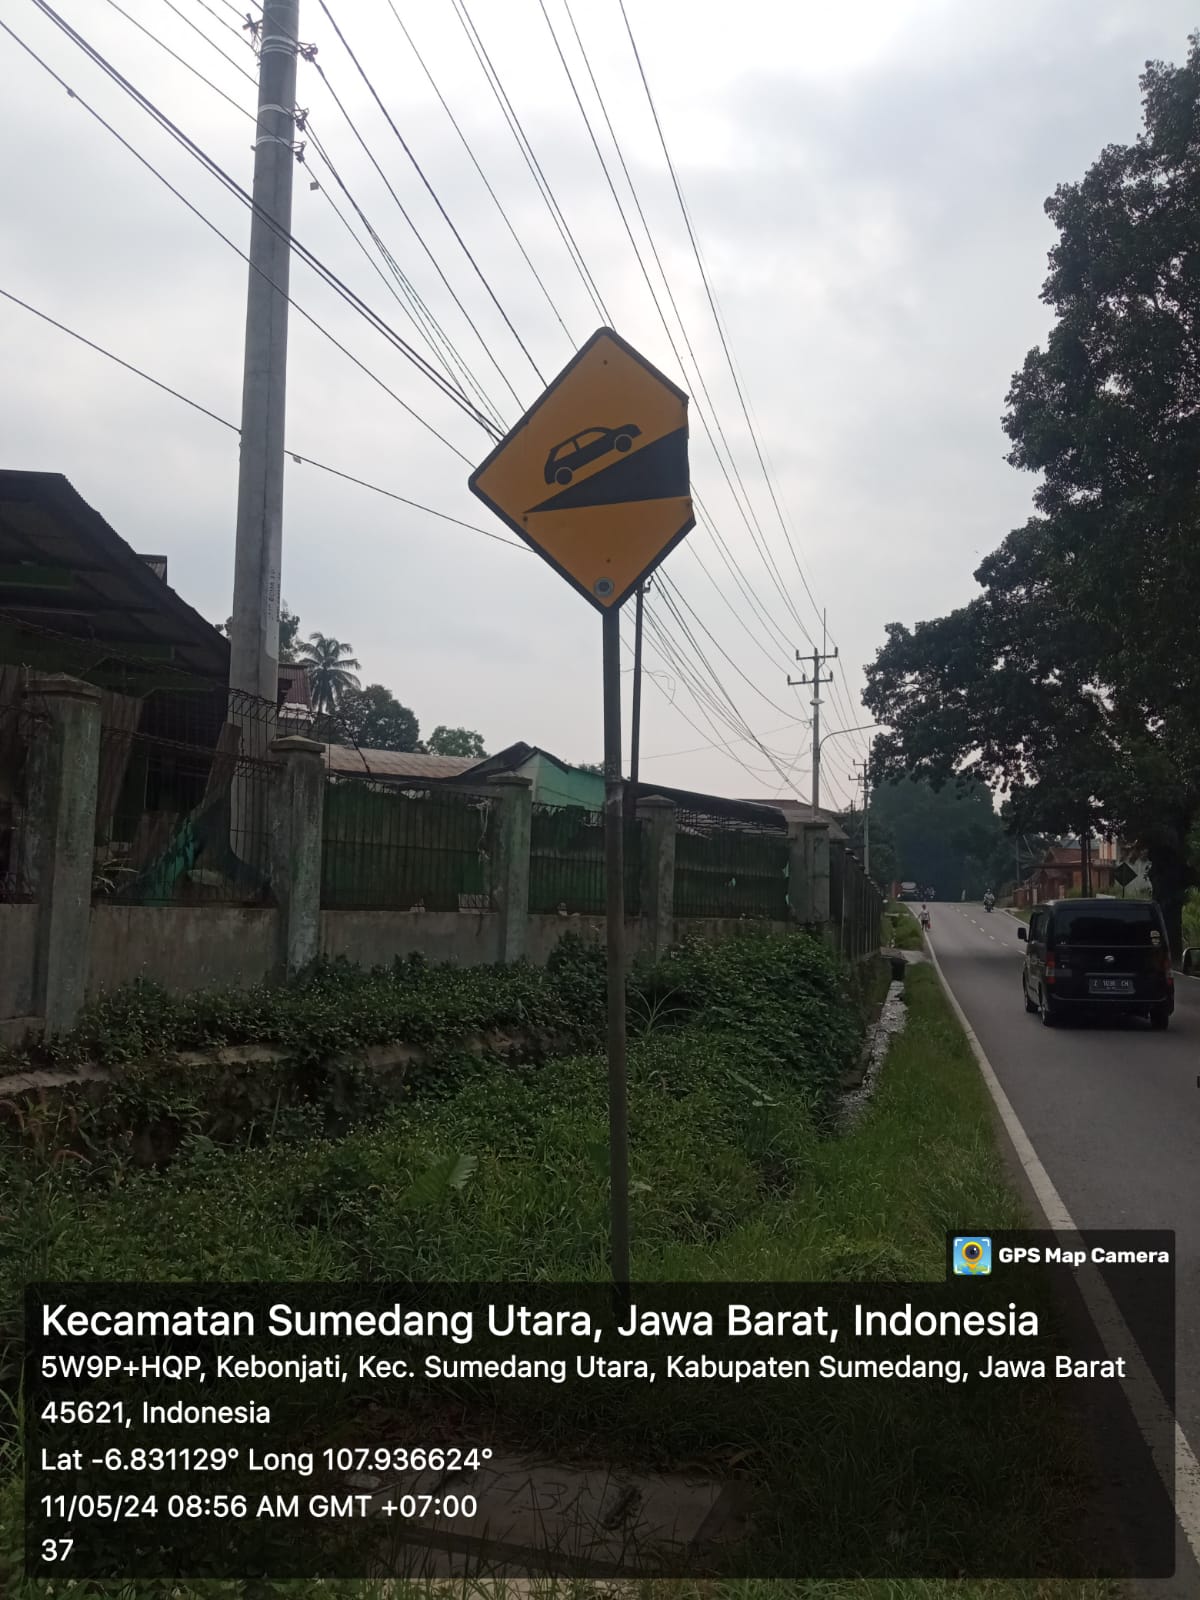 GPS Map Camera
Kecamatan Sumedang Utara, Jawa Barat, Indonesia
5W9P+HQP, Kebonjati, Kec. Sumedang Utara, Kabupaten Sumedang, Jawa Barat
45621, Indonesia
Lat -6.831129° Long 107.936624°
11/05/24 08:56 AM GMT +07:00
37